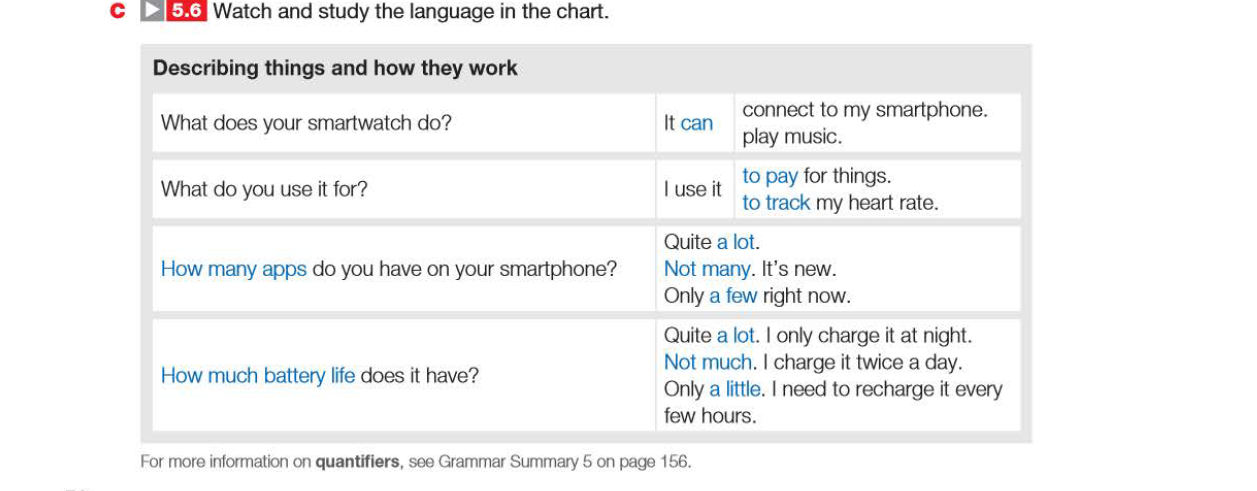 C 5.6 Watch and study the language in the chart.
Describing things and how they work
What does your smartwatch do?
It can
connect to my smartphone.
play music.
What do you use it for?
I use it
to pay for things.
to track my heart rate.
How many apps do you have on your smartphone?
Quite a lot.
Not many. It's new.
Only a few right now.
How much battery life does it have?
Quite a lot. I only charge it at night.
Not much. I charge it twice a day.
Only a little. I need to recharge it every
few hours.
For more information on quantifiers, see Grammar Summary 5 on page 156.